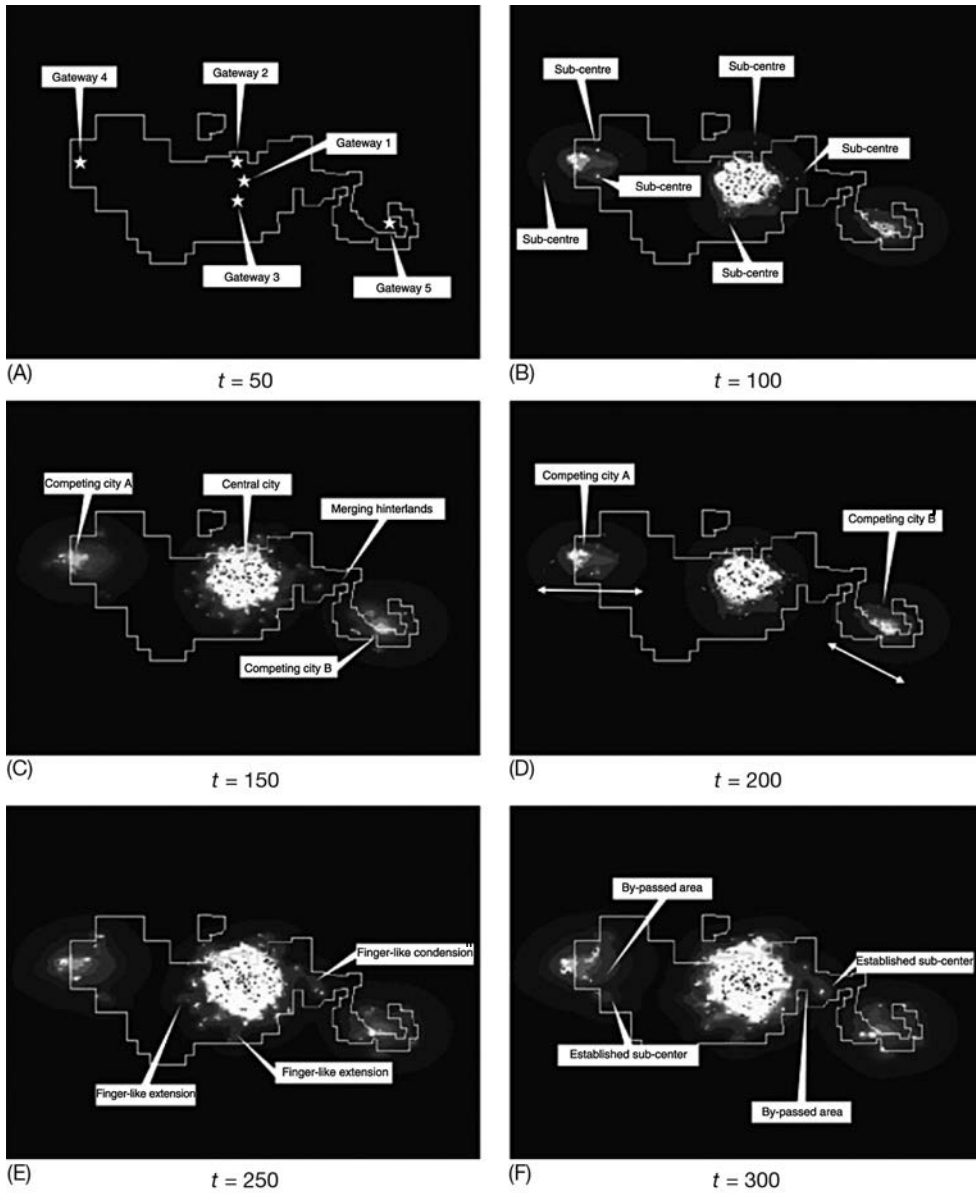 Gateway 4
Gateway 2
Gateway 1
Gateway 3
Gateway 5
(A)
t = 50
Sub-centre
Sub-centre
Sub-centre
Sub-centre
Sub-centre
Sub-centre
(B)
t = 100
Competing city A
Central city
Merging hinterlands
Competing city B
(C)
t = 150
Competing city A
Competing city B
(D)
t = 200
Finger-like condension
Finger-like extension
Finger-like extension
(E)
t = 250
By-passed area
Established sub-center
Established sub-center
By-passed area
(F)
t = 300